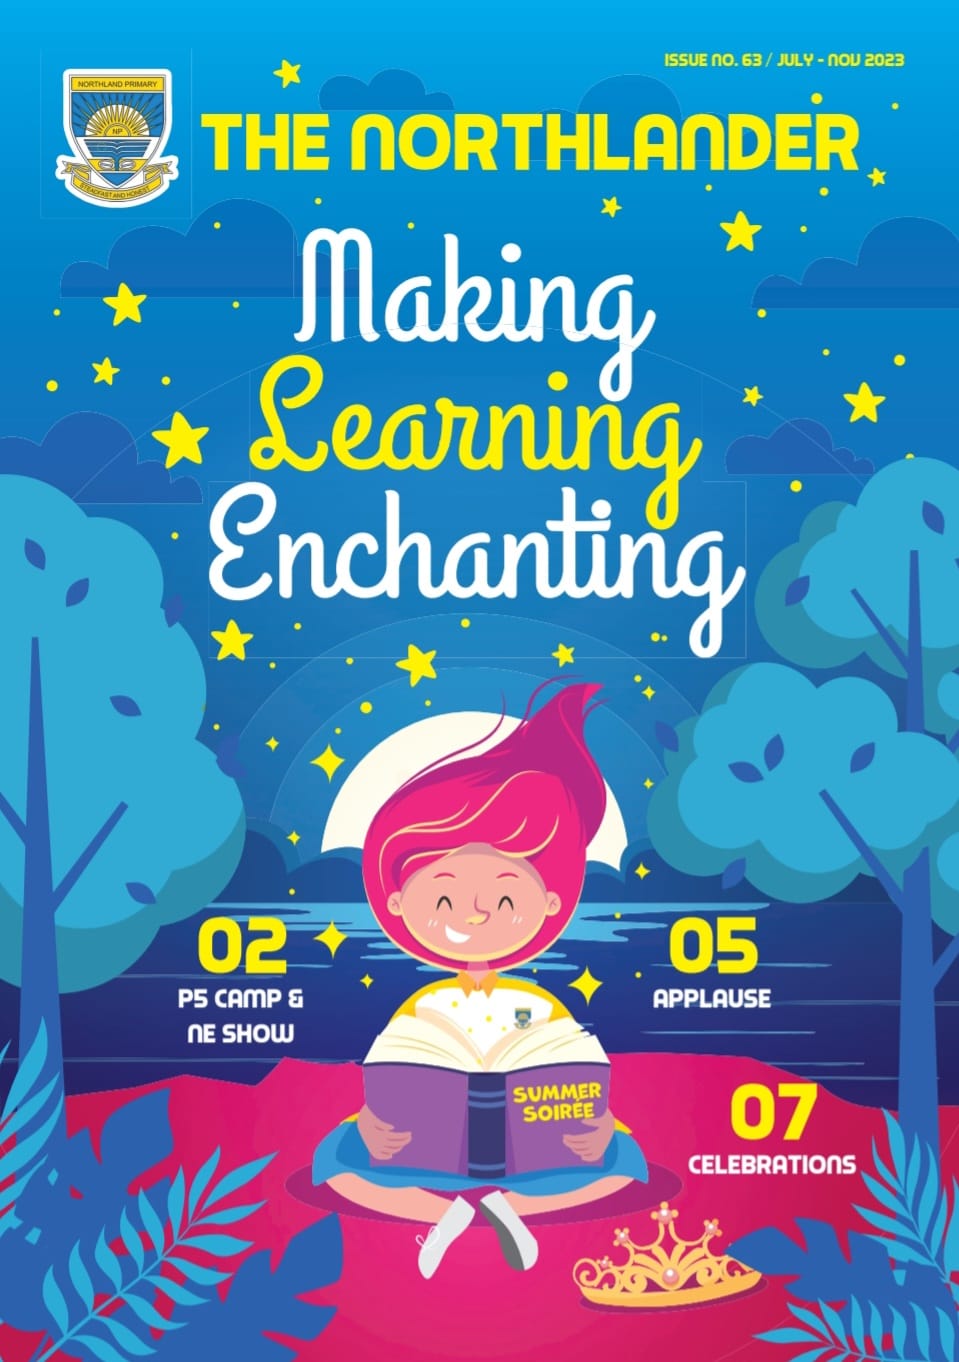 ISSUE NO. 63 / JULY - NOV 2023
NORTHLAND PRIMARY
NP
STEADFAST AND HONEST
THE NORTHLANDER
Making
Learning
Enchanting
02
P5 CAMP &
NE SHOW
05
APPLAUSE
SUMMER
SOIRÉE
07
CELEBRATIONS